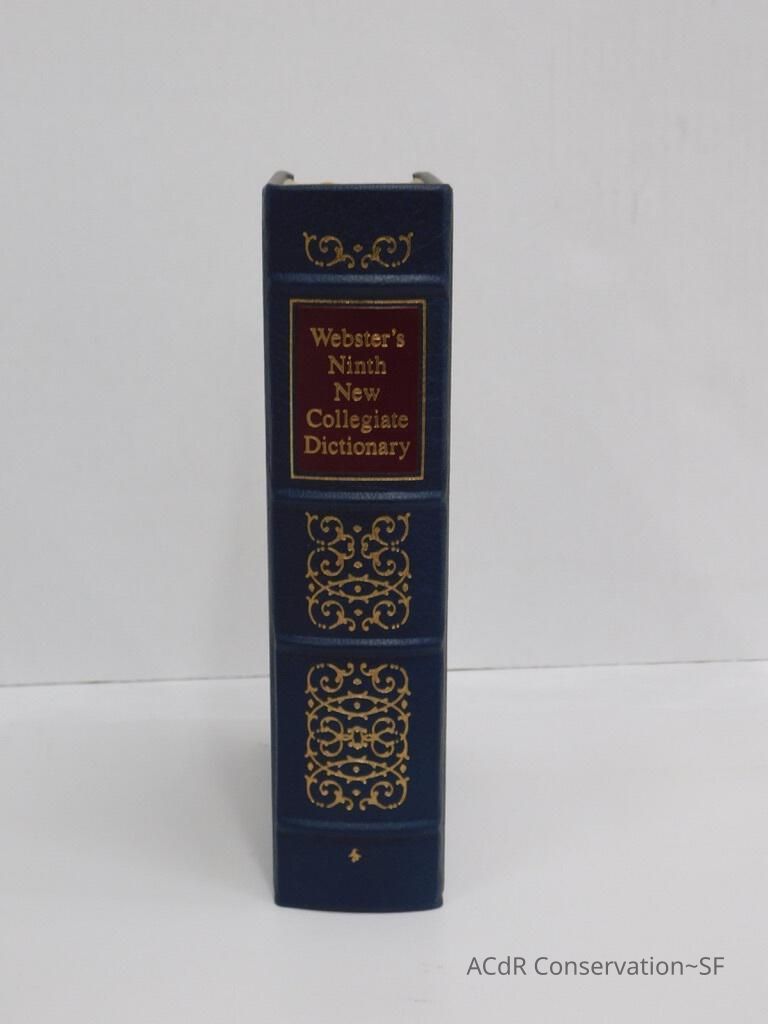 Webster's
Ninth
New
Collegiate
Dictionary
ACdR Conservation~SF